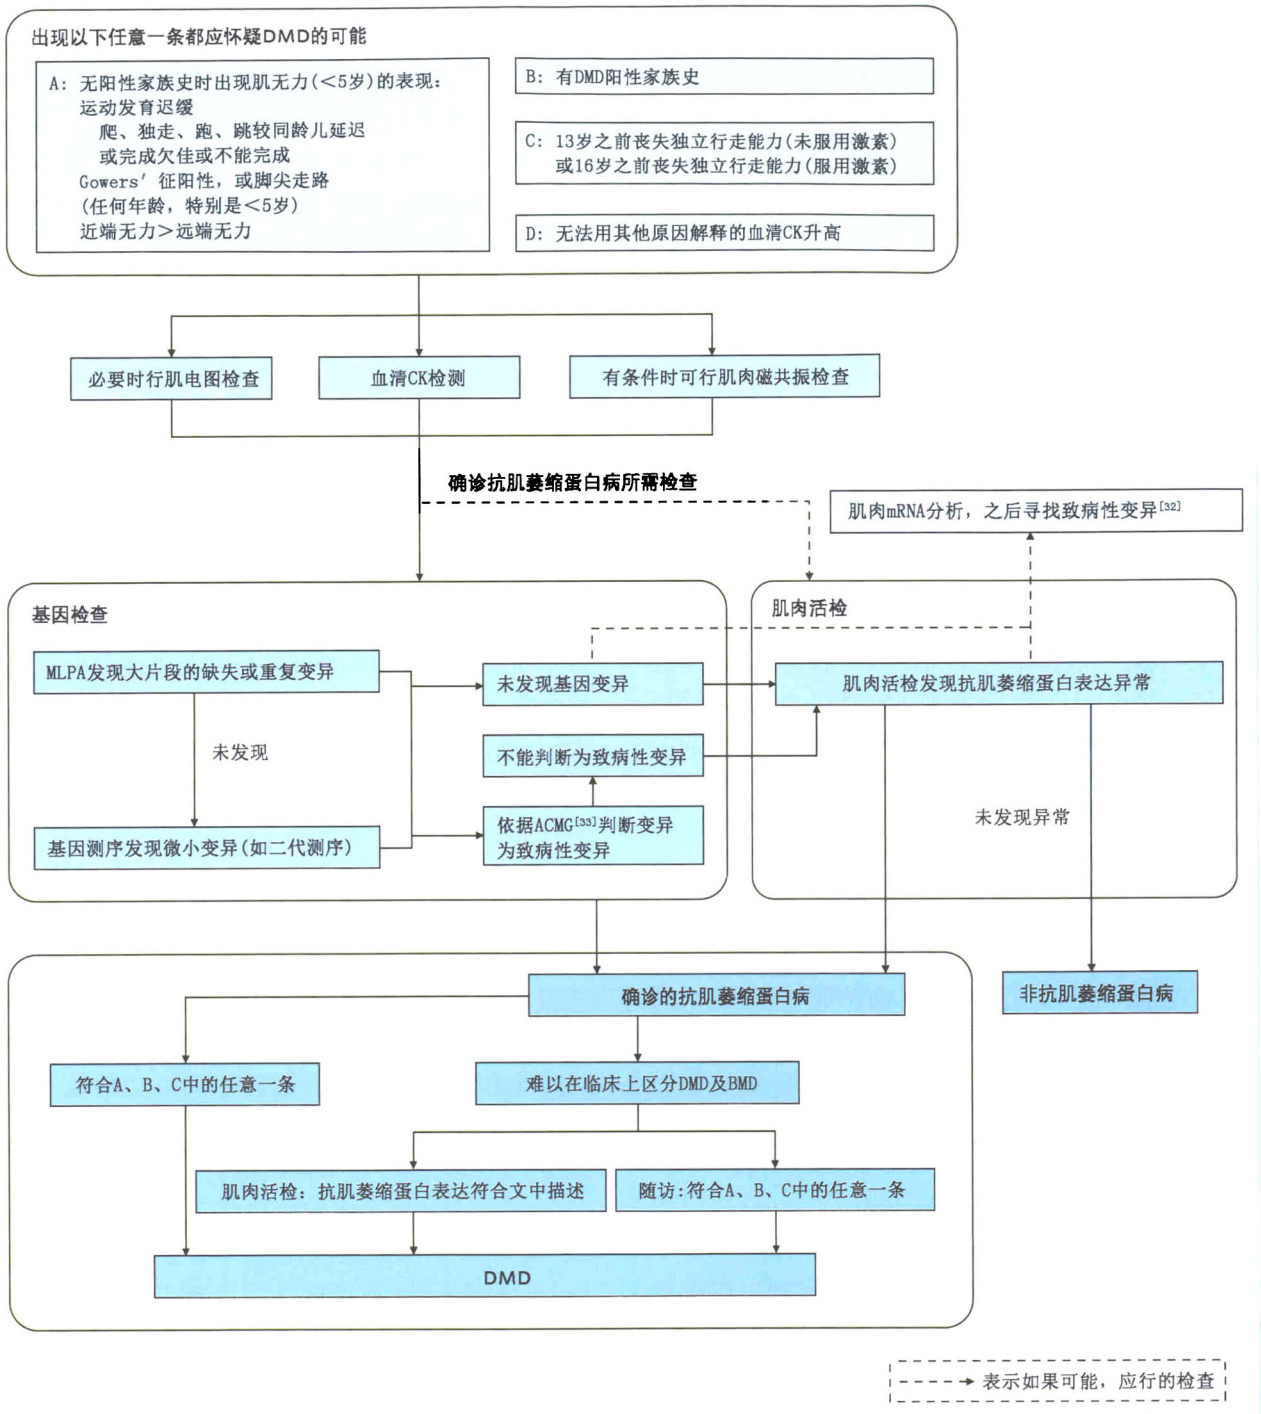 出现以下任意一条都应怀疑DMD的可能
A: 无阳性家族史时出现肌无力(<5岁)的表现:
运动发育迟缓
爬、独走、跑、跳较同龄儿延迟
或完成欠佳或不能完成
Gowers′征阳性, 或脚尖走路
(任何年龄, 特别是<5岁)
近端无力>远端无力
B: 有DMD阳性家族史
C: 13岁之前丧失独立行走能力(未服用激素)
或16岁之前丧失独立行走能力(服用激素)
D: 无法用其他原因解释的血清CK升高
必要时行肌电图检查
血清CK检测
有条件时可行肌肉磁共振检查
确诊抗肌萎缩蛋白病所需检查
肌肉mRNA分析, 之后寻找致病性变异[32]
基因检查
肌肉活检
MLPA发现大片段的缺失或重复变异
未发现基因变异
肌肉活检发现抗肌萎缩蛋白表达异常
未发现
不能判断为致病性变异
未发现异常
基因测序发现微小变异(如二代测序)
依据ACMG[33]判断变异
为致病性变异
确诊的抗肌萎缩蛋白病
非抗肌萎缩蛋白病
符合A、B、C中的任意一条
难以在临床上区分DMD及BMD
肌肉活检: 抗肌萎缩蛋白表达符合文中描述
随访:符合A、B、C中的任意一条
DMD
表示如果可能, 应行的检查